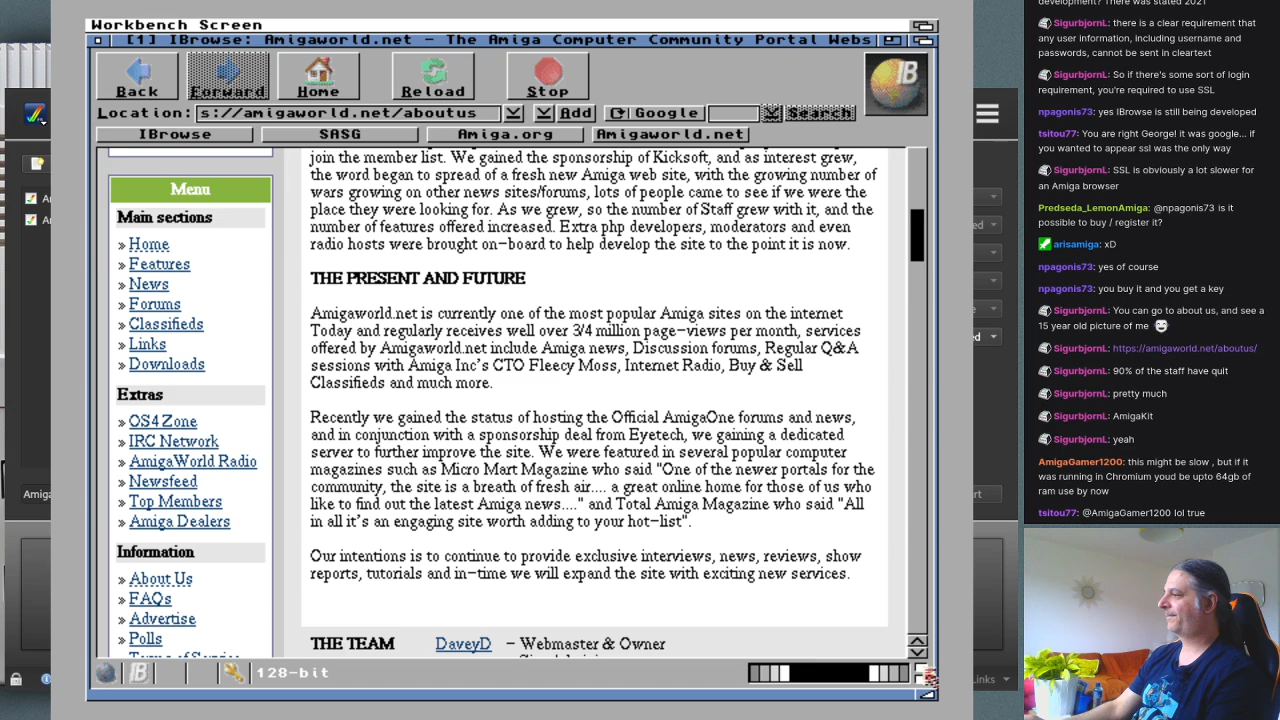 Workbench Screen
[1] IBrowse: Amigaworld.net - The Amiga Computer Community Portal Webs
Back
Forward
Home
Reload
Stop
Location: s://amigaworld.net/aboutus
Add
Google
Search
IBrowse
SASG
Amiga.org
Amigaworld.net
Menu
Main sections
» Home
» Features
» News
» Forums
» Classifieds
» Links
» Downloads
Extras
» OS4 Zone
» IRC Network
» AmigaWorld Radio
» Newsfeed
» Top Members
» Amiga Dealers
Information
» About Us
» FAQs
» Advertise
» Polls
join the member list. We gained the sponsorship of Kicksoft, and as interest grew,
the word began to spread of a fresh new Amiga web site, with the growing number of
wars growing on other news sites/forums, lots of people came to see if we were the
place they were looking for. As we grew, so the number of Staff grew with it, and the
number of features offered increased. Extra php developers, moderators and even
radio hosts were brought on-board to help develop the site to the point it is now.
THE PRESENT AND FUTURE
Amigaworld.net is currently one of the most popular Amiga sites on the internet
Today and regularly receives well over 3/4 million page-views per month, services
offered by Amigaworld.net include Amiga news, Discussion forums, Regular Q&A
sessions with Amiga Inc's CTO Fleecy Moss, Internet Radio, Buy & Sell
Classifieds and much more.
Recently we gained the status of hosting the Official AmigaOne forums and news,
and in conjunction with a sponsorship deal from Eyetech, we gaining a dedicated
server to further improve the site. We were featured in several popular computer
magazines such as Micro Mart Magazine who said "One of the newer portals for the
community, the site is a breath of fresh air.... a great online home for those of us who
like to find out the latest Amiga news...." and Total Amiga Magazine who said "All
in all it's an engaging site worth adding to your hot-list".
Our intentions is to continue to provide exclusive interviews, news, reviews, show
reports, tutorials and in-time we will expand the site with exciting new services.
THE TEAM DaveyD - Webmaster & Owner
128-bit
development? There was stated 2021
SigurbjornL: there is a clear requirement that
any user information, including username and
passwords, cannot be sent in cleartext
SigurbjornL: So if there's some sort of login
requirement, you're required to use SSL
npagonis73: yes IBrowse is still being developed
tsitou77: You are right George! it was google... if
you wanted to appear ssl was the only way
SigurbjornL: SSL is obviously a lot slower for
an Amiga browser
Predseda_LemonAmiga: @npagonis73 is it
possible to buy / register it?
arisamiga: xD
npagonis73: yes of course
npagonis73: you buy it and you get a key
SigurbjornL: You can go to about us, and see a
15 year old picture of me
SigurbjornL: https://amigaworld.net/aboutus/
SigurbjornL: 90% of the staff have quit
SigurbjornL: pretty much
SigurbjornL: AmigaKit
SigurbjornL: yeah
AmigaGamer1200: this might be slow , but if it
was running in Chromium youd be upto 64gb of
ram use by now
tsitou77: @AmigaGamer1200 lol true
Links